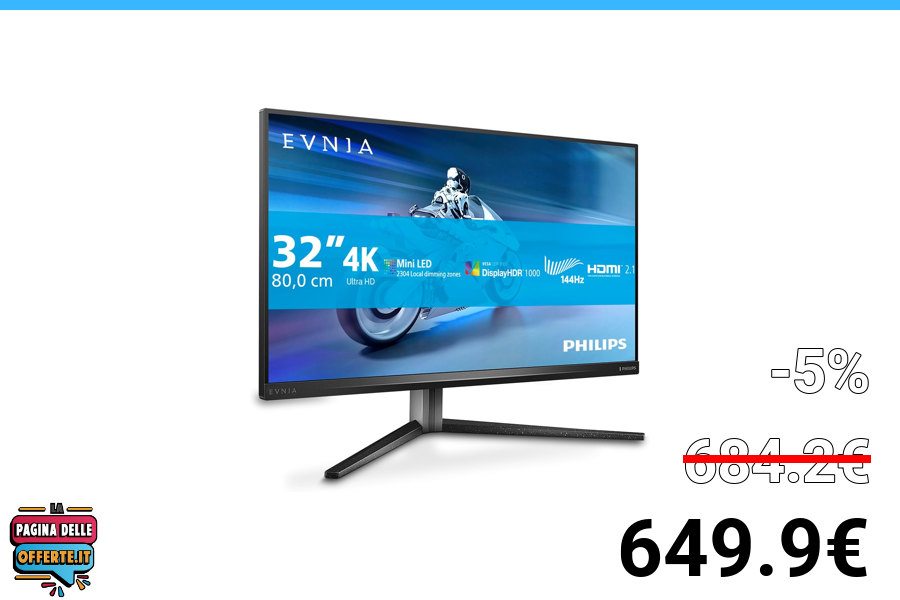 EVNIA
32” 4K
80,0 cm
Ultra HD
Mini LED
2304 Local dimming zones
DisplayHDR 1000
144Hz
HDMI 2.1
PHILIPS
EVNIA
PHILIPS
-5%
684.2€
649.9€
LA
PAGINA DELLE
OFFERTE.IT